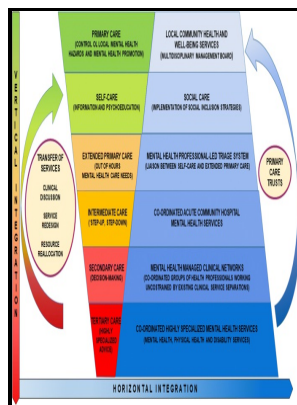 VERTICAL INTEGRATION
PRIMARY CARE
(CONTROL OF LOCAL MENTAL HEALTH
HAZARDS AND MENTAL HEALTH PROMOTION)
LOCAL COMMUNITY HEALTH AND
WELL-BEING SERVICES
(MULTIDISCIPLINARY MANAGEMENT BOARD)
SELF-CARE
(INFORMATION AND PSYCHOEDUCATION)
SOCIAL CARE
(IMPLEMENTATION OF SOCIAL INCLUSION STRATEGIES)
TRANSFER OF
SERVICES
CLINICAL
DISCUSSION
SERVICE
REDESIGN
RESOURCE
REALLOCATION
EXTENDED PRIMARY CARE
(OUT OF HOURS
MENTAL HEALTH CARE NEEDS)
MENTAL HEALTH PROFESSIONAL-LED TRIAGE SYSTEM
(LIAISON BETWEEN SELF-CARE AND EXTENDED PRIMARY CARE)
PRIMARY
CARE
TRUSTS
INTERMEDIATE CARE
('STEP-UP, STEP-DOWN')
CO-ORDINATED ACUTE COMMUNITY HOSPITAL
MENTAL HEALTH SERVICES
SECONDARY CARE
(DECISION-MAKING)
MENTAL HEALTH MANAGED CLINICAL NETWORKS
(CO-ORDINATED GROUPS OF HEALTH PROFESSIONALS WORKING
UNCONSTRAINED BY EXISTING CLINICAL SERVICE SEPARATIONS)
TERTIARY CARE
(HIGHLY
SPECIALIZED
ADVICE)
CO-ORDINATED HIGHLY SPECIALIZED MENTAL HEALTH SERVICES
(MENTAL HEALTH, PHYSICAL HEALTH AND DISABILITY SERVICES)
HORIZONTAL INTEGRATION